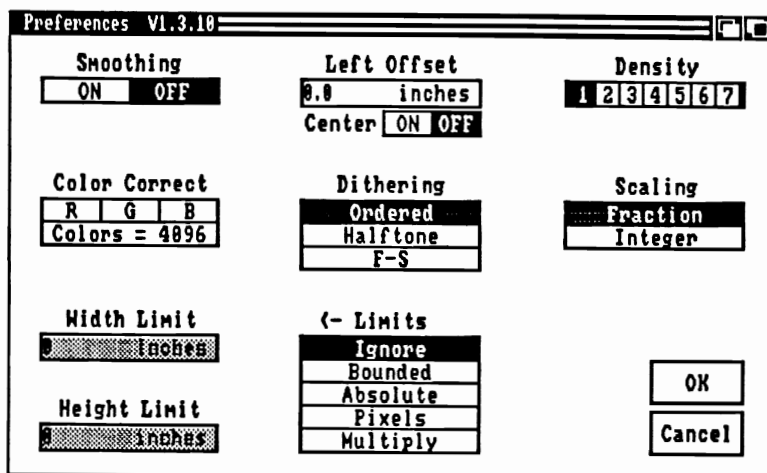 Preferences V1.3.10
Smoothing
ON OFF
Left Offset
0.0 inches
Center ON OFF
Density
1 2 3 4 5 6 7
Color Correct
R G B
Colors = 4096
Dithering
Ordered
Halftone
F-S
Scaling
Fraction
Integer
Width Limit
0 inches
Height Limit
0 inches
<- Limits
Ignore
Bounded
Absolute
Pixels
Multiply
OK
Cancel